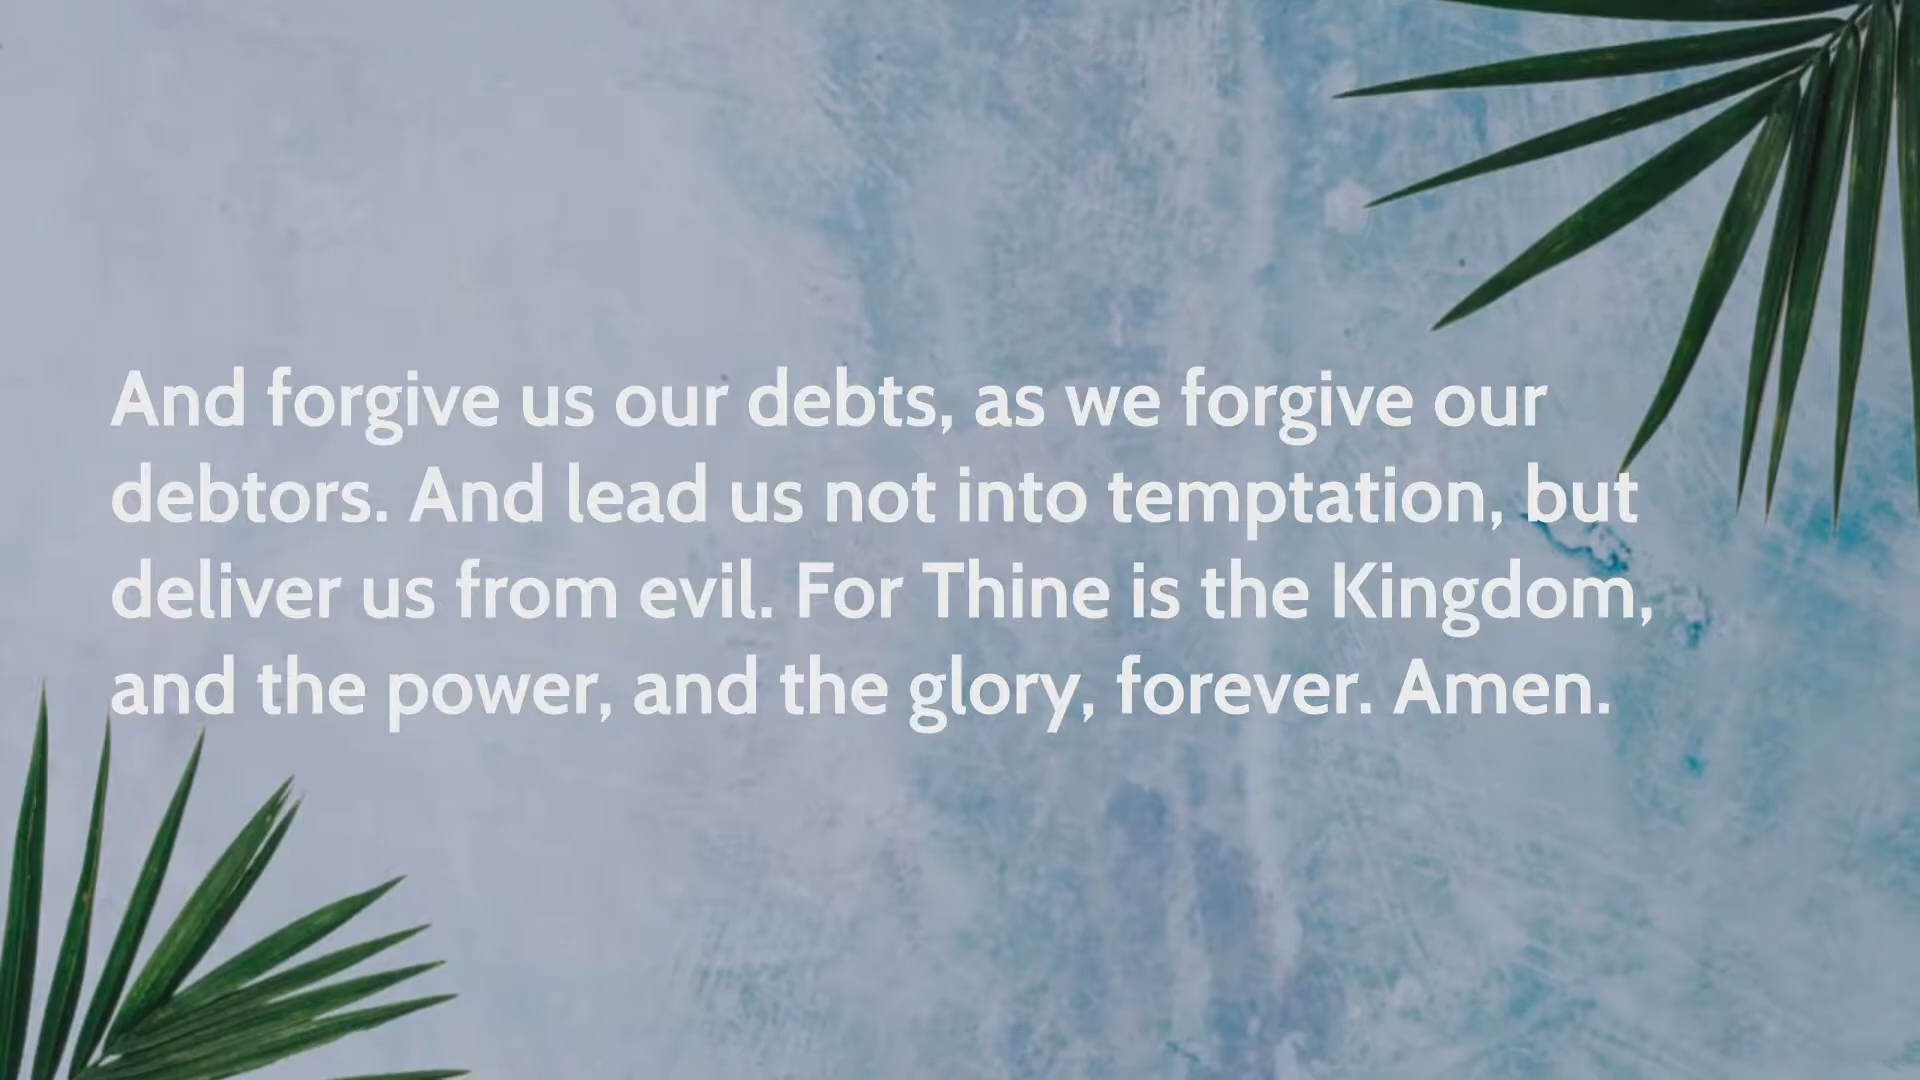 And forgive us our debts, as we forgive our
debtors. And lead us not into temptation, but
deliver us from evil. For Thine is the Kingdom,
and the power, and the glory, forever. Amen.